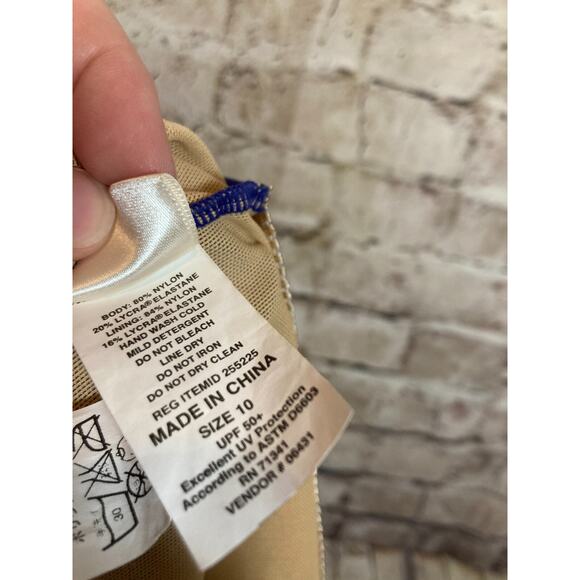 BODY: 80% NYLON
20% LYCRA® ELASTANE
LINING: 84% NYLON
16% LYCRA® ELASTANE
HAND WASH COLD
MILD DETERGENT
DO NOT BLEACH
LINE DRY
DO NOT IRON
DO NOT DRY CLEAN
REG ITEMID 255225
MADE IN CHINA
SIZE 10
UPF 50+
Excellent UV Protection
According to ASTM D6603
RN 71341
VENDOR # 06431
30